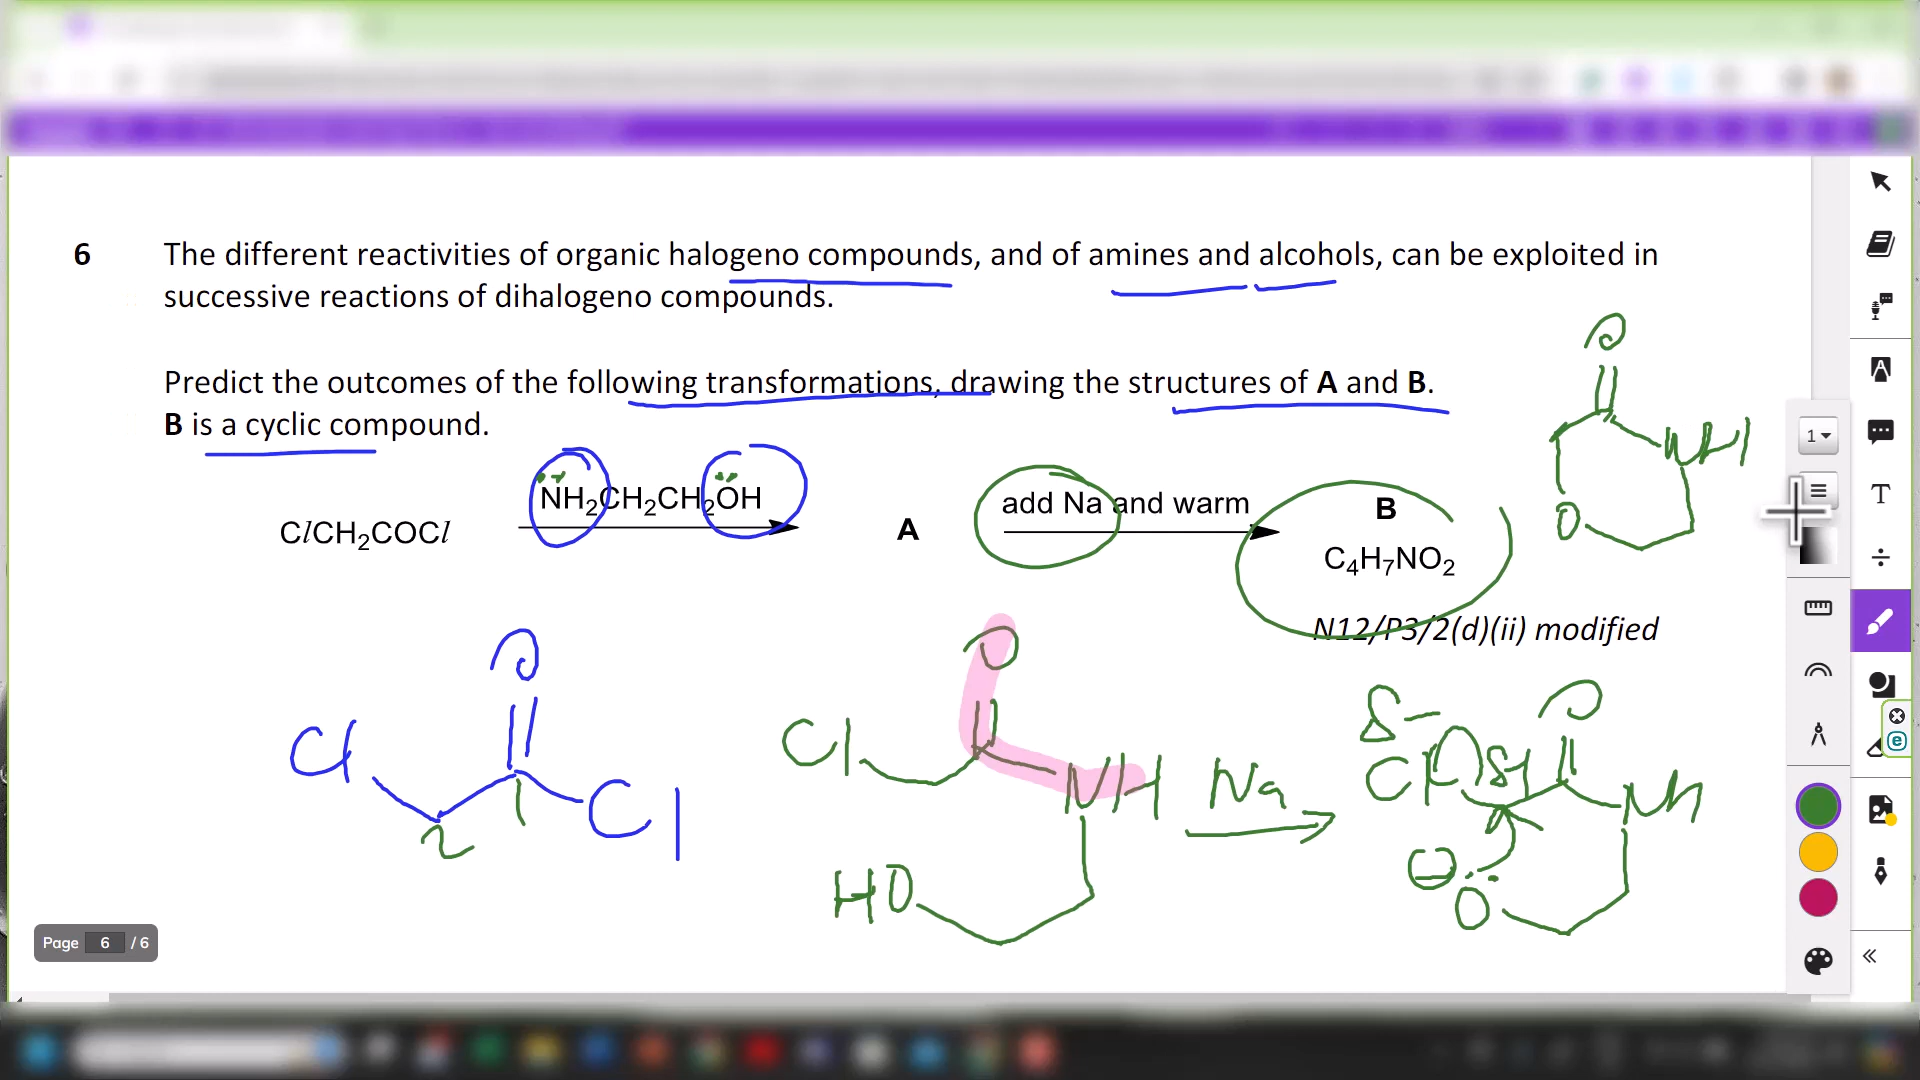 6 The different reactivities of organic halogeno compounds, and of amines and alcohols, can be exploited in
successive reactions of dihalogeno compounds.
Predict the outcomes of the following transformations, drawing the structures of A and B.
B is a cyclic compound.
ClCH₂COCl
NH₂CH₂CH₂OH
A
add Na and warm
B
C₄H₇NO₂
N12/P3/2(d)(ii) modified
O
NH
O
O
Cl
Cl
2
1
O
Cl
NH
HO
Na
δ-
Cl
δ+
O
NH
⊖
O
1
T
Page 6 / 6